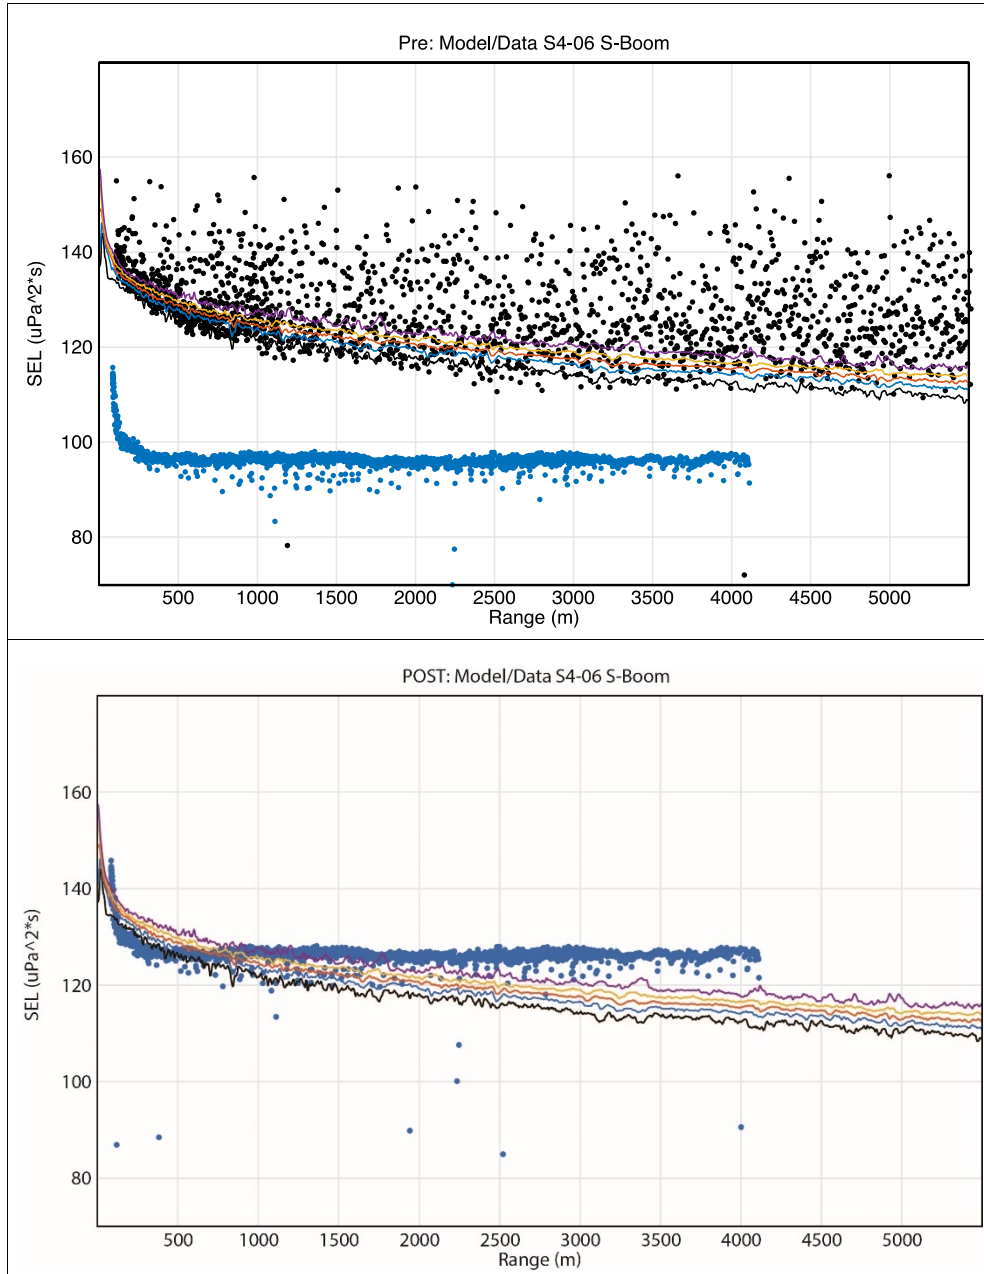 Pre: Model/Data S4-06 S-Boom
SEL (uPa^2*s)
160
140
120
100
80
500 1000 1500 2000 2500 3000 3500 4000 4500 5000
Range (m)
POST: Model/Data S4-06 S-Boom
SEL (uPa^2*s)
160
140
120
100
80
500 1000 1500 2000 2500 3000 3500 4000 4500 5000
Range (m)